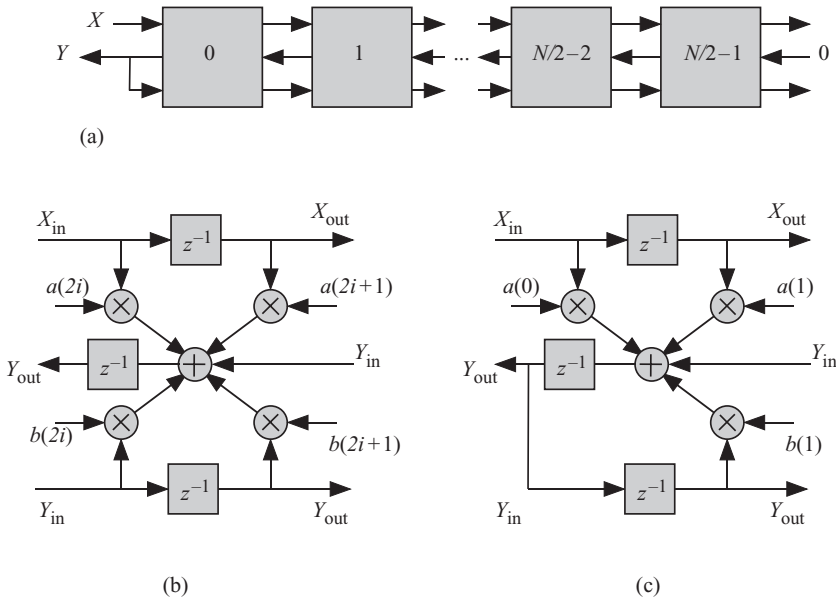 X
Y
0
1
...
N/2–2
N/2–1
0
(a)
X_in
X_out
z⁻¹
a(2i)
a(2i+1)
×
×
Y_out
z⁻¹
+
Y_in
b(2i)
×
×
b(2i+1)
z⁻¹
Y_in
Y_out
(b)
X_in
X_out
z⁻¹
a(0)
a(1)
×
×
Y_out
z⁻¹
+
Y_in
×
b(1)
z⁻¹
Y_in
Y_out
(c)